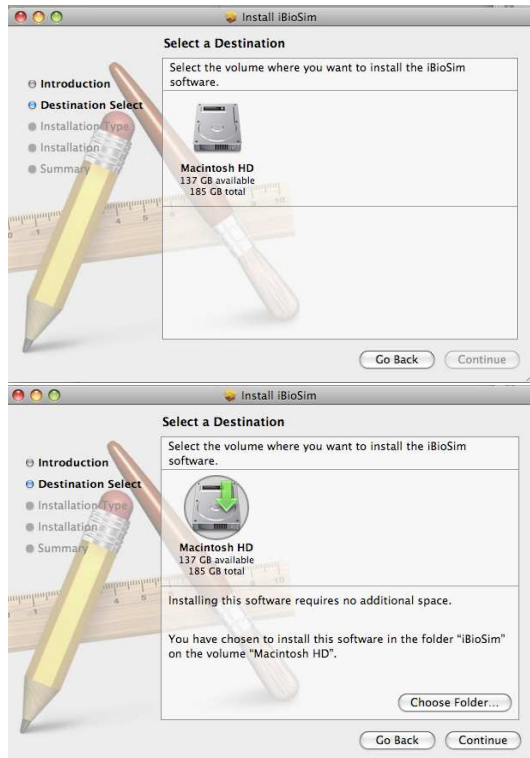 Install iBioSim
Select a Destination
Introduction
Destination Select
Installation Type
Installation
Summary
Select the volume where you want to install the iBioSim
software.
Macintosh HD
137 GB available
185 GB total
Go Back
Continue
Install iBioSim
Select a Destination
Introduction
Destination Select
Installation Type
Installation
Summary
Select the volume where you want to install the iBioSim
software.
Macintosh HD
137 GB available
185 GB total
Installing this software requires no additional space.
You have chosen to install this software in the folder “iBioSim”
on the volume “Macintosh HD”.
Choose Folder...
Go Back
Continue